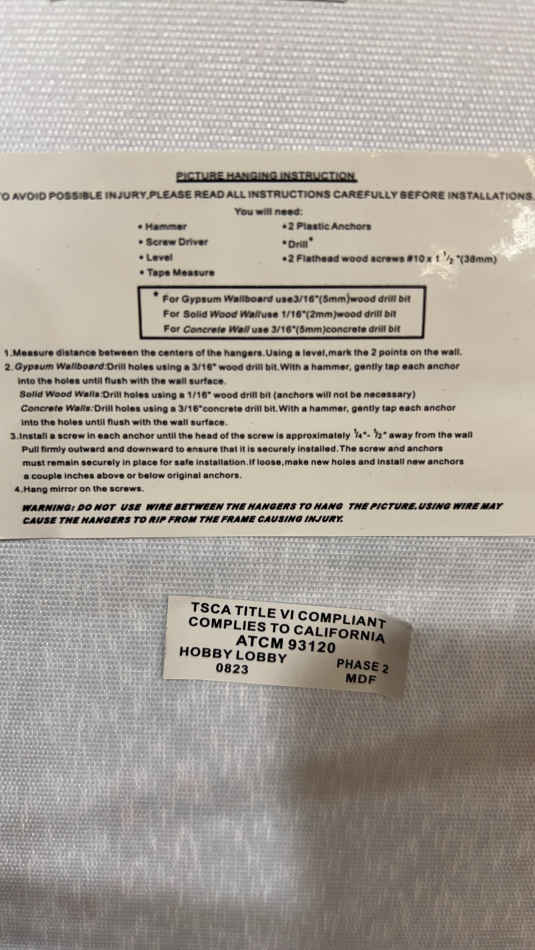 PICTURE HANGING INSTRUCTION
TO AVOID POSSIBLE INJURY,PLEASE READ ALL INSTRUCTIONS CAREFULLY BEFORE INSTALLATIONS.
You will need:
• Hammer
• Screw Driver
• Level
• Tape Measure
•2 Plastic Anchors
•Drill*
•2 Flathead wood screws #10 x 1 1/2 "(38mm)
* For Gypsum Wallboard use3/16"(5mm)wood drill bit
For Solid Wood Walluse 1/16"(2mm)wood drill bit
For Concrete Wall use 3/16"(5mm)concrete drill bit
1.Measure distance between the centers of the hangers.Using a level,mark the 2 points on the wall.
2.Gypsum Wallboard:Drill holes using a 3/16" wood drill bit.With a hammer, gently tap each anchor
into the holes until flush with the wall surface.
Solid Wood Walls:Drill holes using a 1/16" wood drill bit (anchors will not be necessary)
Concrete Walls:Drill holes using a 3/16"concrete drill bit.With a hammer, gently tap each anchor
into the holes until flush with the wall surface.
3.Install a screw in each anchor until the head of the screw is approximately 1/4"- 1/2" away from the wall
Pull firmly outward and downward to ensure that it is securely installed.The screw and anchors
must remain securely in place for safe installation.If loose,make new holes and install new anchors
a couple inches above or below original anchors.
4.Hang mirror on the screws.
WARNING: DO NOT USE WIRE BETWEEN THE HANGERS TO HANG THE PICTURE.USING WIRE MAY
CAUSE THE HANGERS TO RIP FROM THE FRAME CAUSING INJURY.
TSCA TITLE VI COMPLIANT
COMPLIES TO CALIFORNIA
ATCM 93120
HOBBY LOBBY PHASE 2
0823 MDF